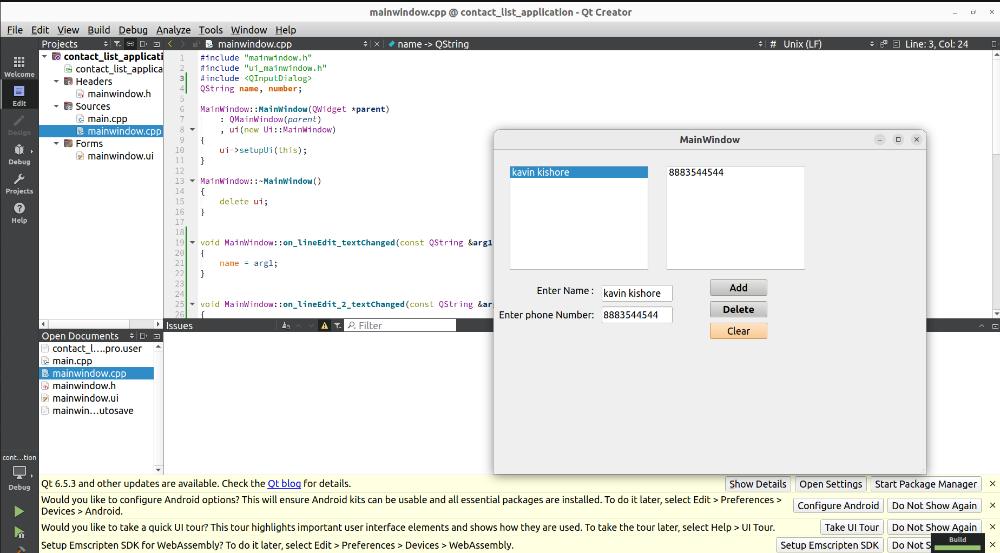 mainwindow.cpp @ contact_list_application - Qt Creator
File Edit View Build Debug Analyze Tools Window Help
Projects mainwindow.cpp name -> QString # Unix (LF) Line: 3, Col: 24
Welcome
Edit
Design
Debug
Projects
Help
contact_list_applicati
contact_list_applica
Headers
mainwindow.h
Sources
main.cpp
mainwindow.cpp
Forms
mainwindow.ui
1 #include "mainwindow.h"
2 #include "ui_mainwindow.h"
3 #include <QInputDialog>
4 QString name, number;
5
6 MainWindow::MainWindow(QWidget *parent)
7 : QMainWindow(parent)
8 , ui(new Ui::MainWindow)
9 {
10 ui->setupUi(this);
11 }
12
13 MainWindow::~MainWindow()
14 {
15 delete ui;
16 }
17
18
19 void MainWindow::on_lineEdit_textChanged(const QString &arg1
20 {
21 name = arg1;
22 }
23
24
25 void MainWindow::on_lineEdit_2_textChanged(const QString &ar
26 {
MainWindow
kavin kishore 8883544544
Enter Name : kavin kishore
Enter phone Number: 8883544544
Add
Delete
Clear
Issues Filter
Open Documents
contact_l....pro.user
main.cpp
mainwindow.cpp
mainwindow.h
mainwindow.ui
mainwin...utosave
cont...tion
Debug
Qt 6.5.3 and other updates are available. Check the Qt blog for details. Show Details Open Settings Start Package Manager
Would you like to configure Android options? This will ensure Android kits can be usable and all essential packages are installed. To do it later, select Edit > Preferences >
Devices > Android. Configure Android Do Not Show Again
Would you like to take a quick UI tour? This tour highlights important user interface elements and shows how they are used. To take the tour later, select Help > UI Tour. Take UI Tour Do Not Show Again
Setup Emscripten SDK for WebAssembly? To do it later, select Edit > Preferences > Devices > WebAssembly. Setup Emscripten SDK Do Not S
Build